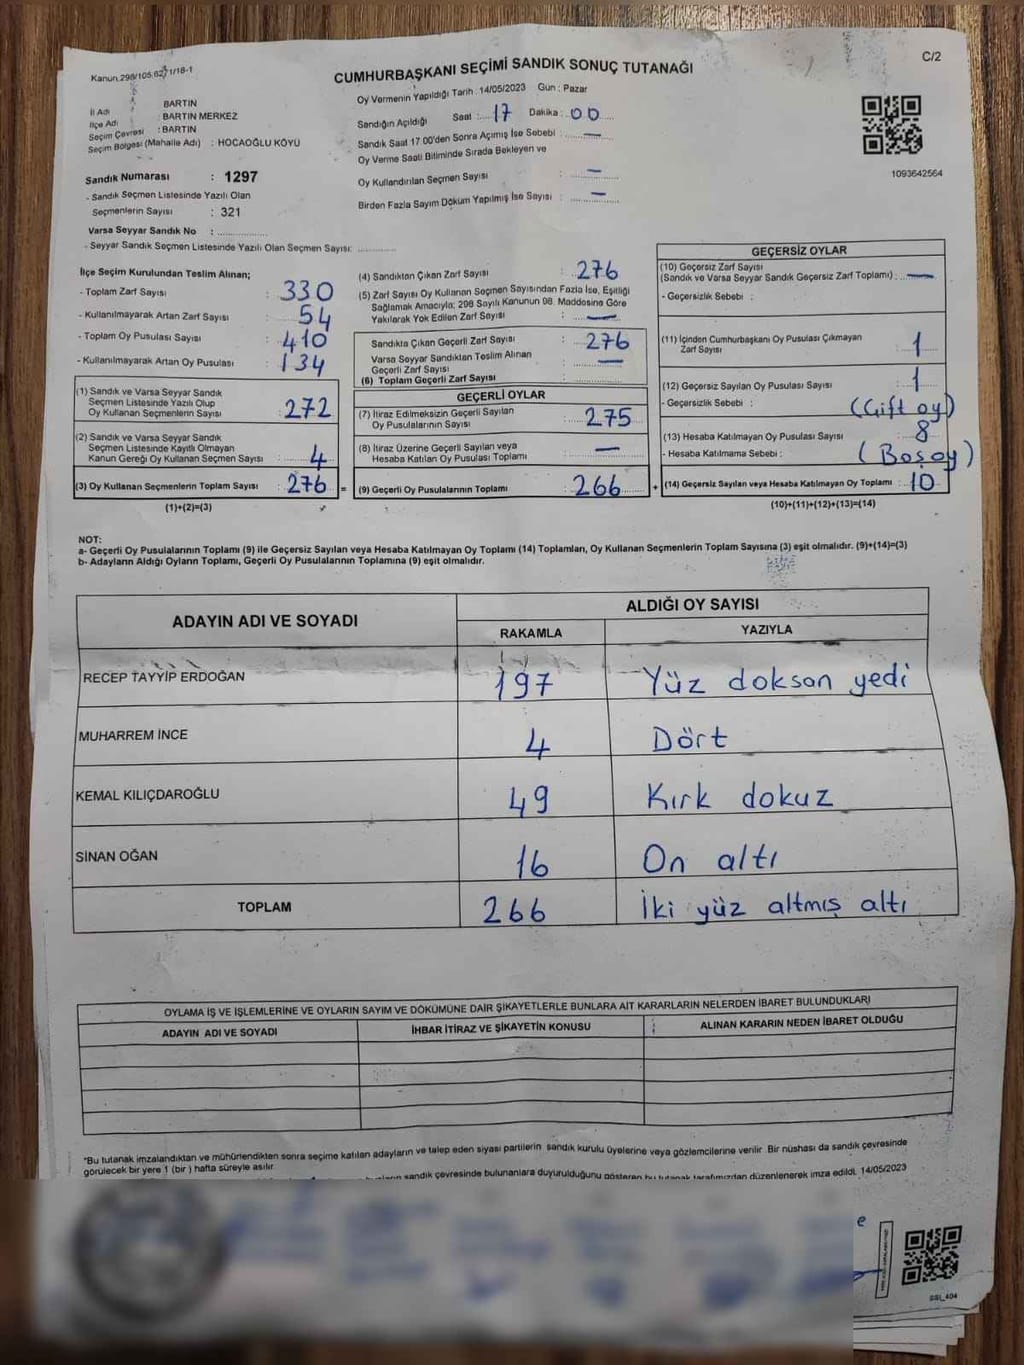 Kanun.298/105.62/1/18-1
C/2
CUMHURBAŞKANI SEÇİMİ SANDIK SONUÇ TUTANAĞI
İl Adı BARTIN
İlçe Adı : BARTIN MERKEZ
Seçim Çevresi : BARTIN
Seçim Bölgesi (Mahalle Adı) : HOCAOĞLU KÖYÜ
Sandık Numarası : 1297
- Sandık Seçmen Listesinde Yazılı Olan
Seçmenlerin Sayısı : 321
Varsa Seyyar Sandık No :
- Seyyar Sandık Seçmen Listesinde Yazılı Olan Seçmen Sayısı:
Oy Vermenin Yapıldığı Tarih : 14/05/2023 Gün : Pazar
Sandığın Açıldığı Saat : 17 Dakika : 00
Sandık Saat 17.00'den Sonra Açımış İse Sebebi : —
Oy Verme Saati Bitiminde Sırada Bekleyen ve
Oy Kullandırılan Seçmen Sayısı : —
Birden Fazla Sayım Döküm Yapılmış İse Sayısı : —
1093642564
İlçe Seçim Kurulundan Teslim Alınan;
- Toplam Zarf Sayısı : 330
- Kullanılmayarak Artan Zarf Sayısı : 54
- Toplam Oy Pusulası Sayısı : 410
- Kullanılmayarak Artan Oy Pusulası : 134
(1) Sandık ve Varsa Seyyar Sandık
Seçmen Listesinde Yazılı Olup
Oy Kullanan Seçmenlerin Sayısı : 272
(2) Sandık ve Varsa Seyyar Sandık
Seçmen Listesinde Kayıtlı Olmayan
Kanun Gereği Oy Kullanan Seçmen Sayısı : 4
(3) Oy Kullanan Seçmenlerin Toplam Sayısı : 276 =
(1)+(2)=(3)
(4) Sandıktan Çıkan Zarf Sayısı : 276
(5) Zarf Sayısı Oy Kullanan Seçmen Sayısından Fazla İse, Eşitliği
Sağlamak Amacıyla; 298 Sayılı Kanunun 98. Maddesine Göre
Yakılarak Yok Edilen Zarf Sayısı : —
Sandıkta Çıkan Geçerli Zarf Sayısı : 276
Varsa Seyyar Sandıktan Teslim Alınan
Geçerli Zarf Sayısı : —
(6) Toplam Geçerli Zarf Sayısı :
GEÇERLİ OYLAR
(7) İtiraz Edilmeksizin Geçerli Sayılan
Oy Pusulalarının Sayısı : 275
(8) İtiraz Üzerine Geçerli Sayılan veya
Hesaba Katılan Oy Pusulası Toplamı : —
(9) Geçerli Oy Pusulalarının Toplamı : 266 +
GEÇERSİZ OYLAR
(10) Geçersiz Zarf Sayısı
(Sandık ve Varsa Seyyar Sandık Geçersiz Zarf Toplamı) : —
- Geçersizlik Sebebi :
(11) İçinden Cumhurbaşkanı Oy Pusulası Çıkmayan
Zarf Sayısı : 1
(12) Geçersiz Sayılan Oy Pusulası Sayısı : 1
- Geçersizlik Sebebi : (Çift oy)
(13) Hesaba Katılmayan Oy Pusulası Sayısı : 8
- Hesaba Katılmama Sebebi : (Boş oy)
(14) Geçersiz Sayılan veya Hesaba Katılmayan Oy Toplamı : 10
(10)+(11)+(12)+(13)=(14)
NOT:
a- Geçerli Oy Pusulalarının Toplamı (9) ile Geçersiz Sayılan veya Hesaba Katılmayan Oy Toplamı (14) Toplamları, Oy Kullanan Seçmenlerin Toplam Sayısına (3) eşit olmalıdır. (9)+(14)=(3)
b- Adayların Aldığı Oyların Toplamı, Geçerli Oy Pusulalarının Toplamına (9) eşit olmalıdır.
ADAYIN ADI VE SOYADI ALDIĞI OY SAYISI
RAKAMLA YAZIYLA
RECEP TAYYİP ERDOĞAN 197 Yüz doksan yedi
MUHARREM İNCE 4 Dört
KEMAL KILIÇDAROĞLU 49 Kırk dokuz
SİNAN OĞAN 16 On altı
TOPLAM 266 İki yüz altmış altı
OYLAMA İŞ VE İŞLEMLERİNE VE OYLARIN SAYIM VE DÖKÜMÜNE DAİR ŞİKAYETLERLE BUNLARA AİT KARARLARIN NELERDEN İBARET BULUNDUKLARI
ADAYIN ADI VE SOYADI İHBAR İTİRAZ VE ŞİKAYETİN KONUSU ALINAN KARARIN NEDEN İBARET OLDUĞU
"Bu tutanak imzalandıktan ve mühürlendikten sonra seçime katılan adayların ve talep eden siyasi partilerin sandık kurulu üyelerine veya gözlemcilerine verilir. Bir nüshası da sandık çevresinde
görülecek bir yere 1 (bir) hafta süreyle asılır.
sandık çevresinde bulunanlara duyurulduğunu gösteren bu tutanak tarafımızdan düzenlenerek imza edildi. 14/05/2023
e